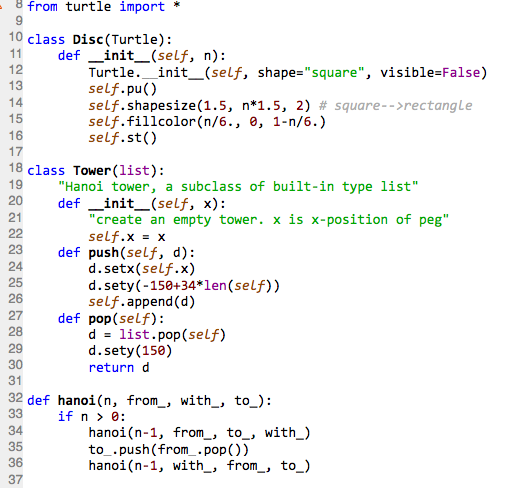 8 from turtle import *
9
10 class Disc(Turtle):
11     def __init__(self, n):
12         Turtle.__init__(self, shape="square", visible=False)
13         self.pu()
14         self.shapesize(1.5, n*1.5, 2) # square-->rectangle
15         self.fillcolor(n/6., 0, 1-n/6.)
16         self.st()
17
18 class Tower(list):
19     "Hanoi tower, a subclass of built-in type list"
20     def __init__(self, x):
21         "create an empty tower. x is x-position of peg"
22         self.x = x
23     def push(self, d):
24         d.setx(self.x)
25         d.sety(-150+34*len(self))
26         self.append(d)
27     def pop(self):
28         d = list.pop(self)
29         d.sety(150)
30         return d
31
32 def hanoi(n, from_, with_, to_):
33     if n > 0:
34         hanoi(n-1, from_, to_, with_)
35         to_.push(from_.pop())
36         hanoi(n-1, with_, from_, to_)
37